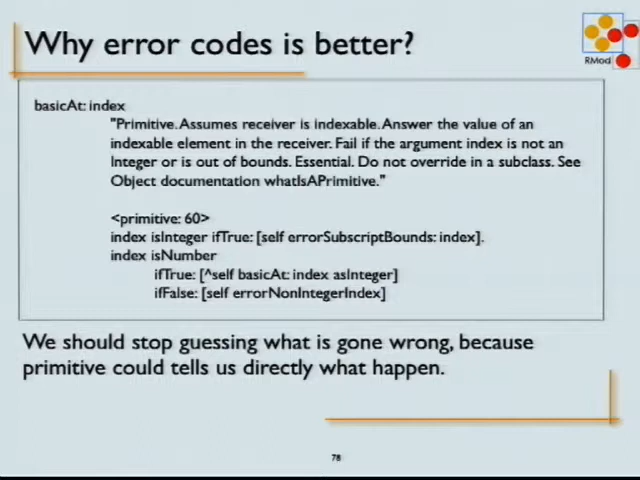 Why error codes is better?
RMod
basicAt: index
"Primitive. Assumes receiver is indexable. Answer the value of an
indexable element in the receiver. Fail if the argument index is not an
Integer or is out of bounds. Essential. Do not override in a subclass. See
Object documentation whatIsAPrimitive."
<primitive: 60>
index isInteger ifTrue: [self errorSubscriptBounds: index].
index isNumber
ifTrue: [^self basicAt: index asInteger]
ifFalse: [self errorNonIntegerIndex]
We should stop guessing what is gone wrong, because
primitive could tells us directly what happen.
78